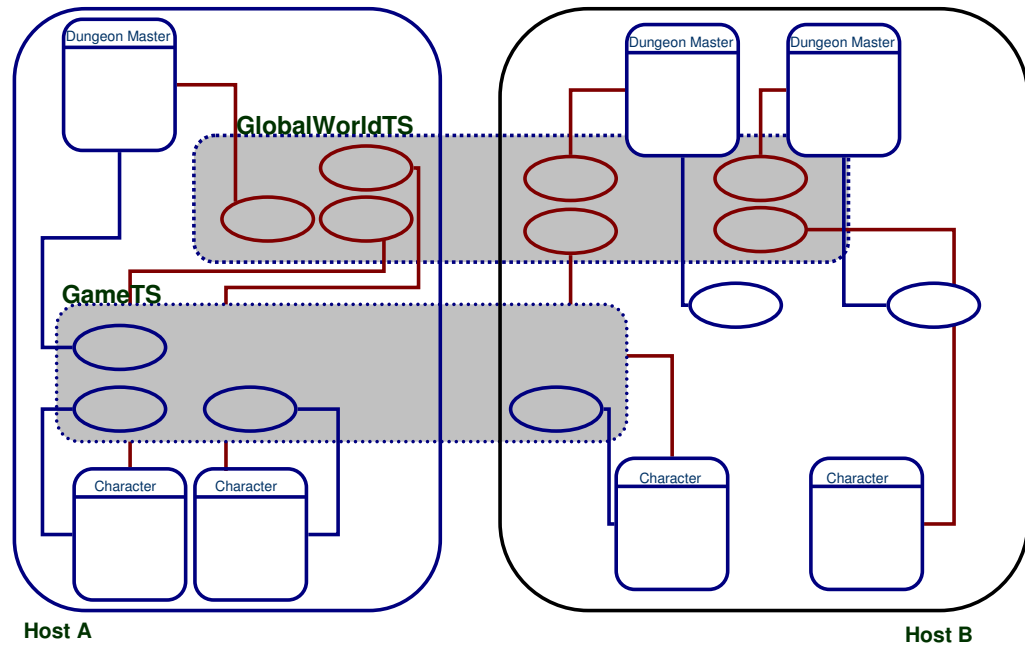 Dungeon Master
Dungeon Master
Dungeon Master
GlobalWorldTS
GameTS
Character
Character
Character
Character
Host A
Host B